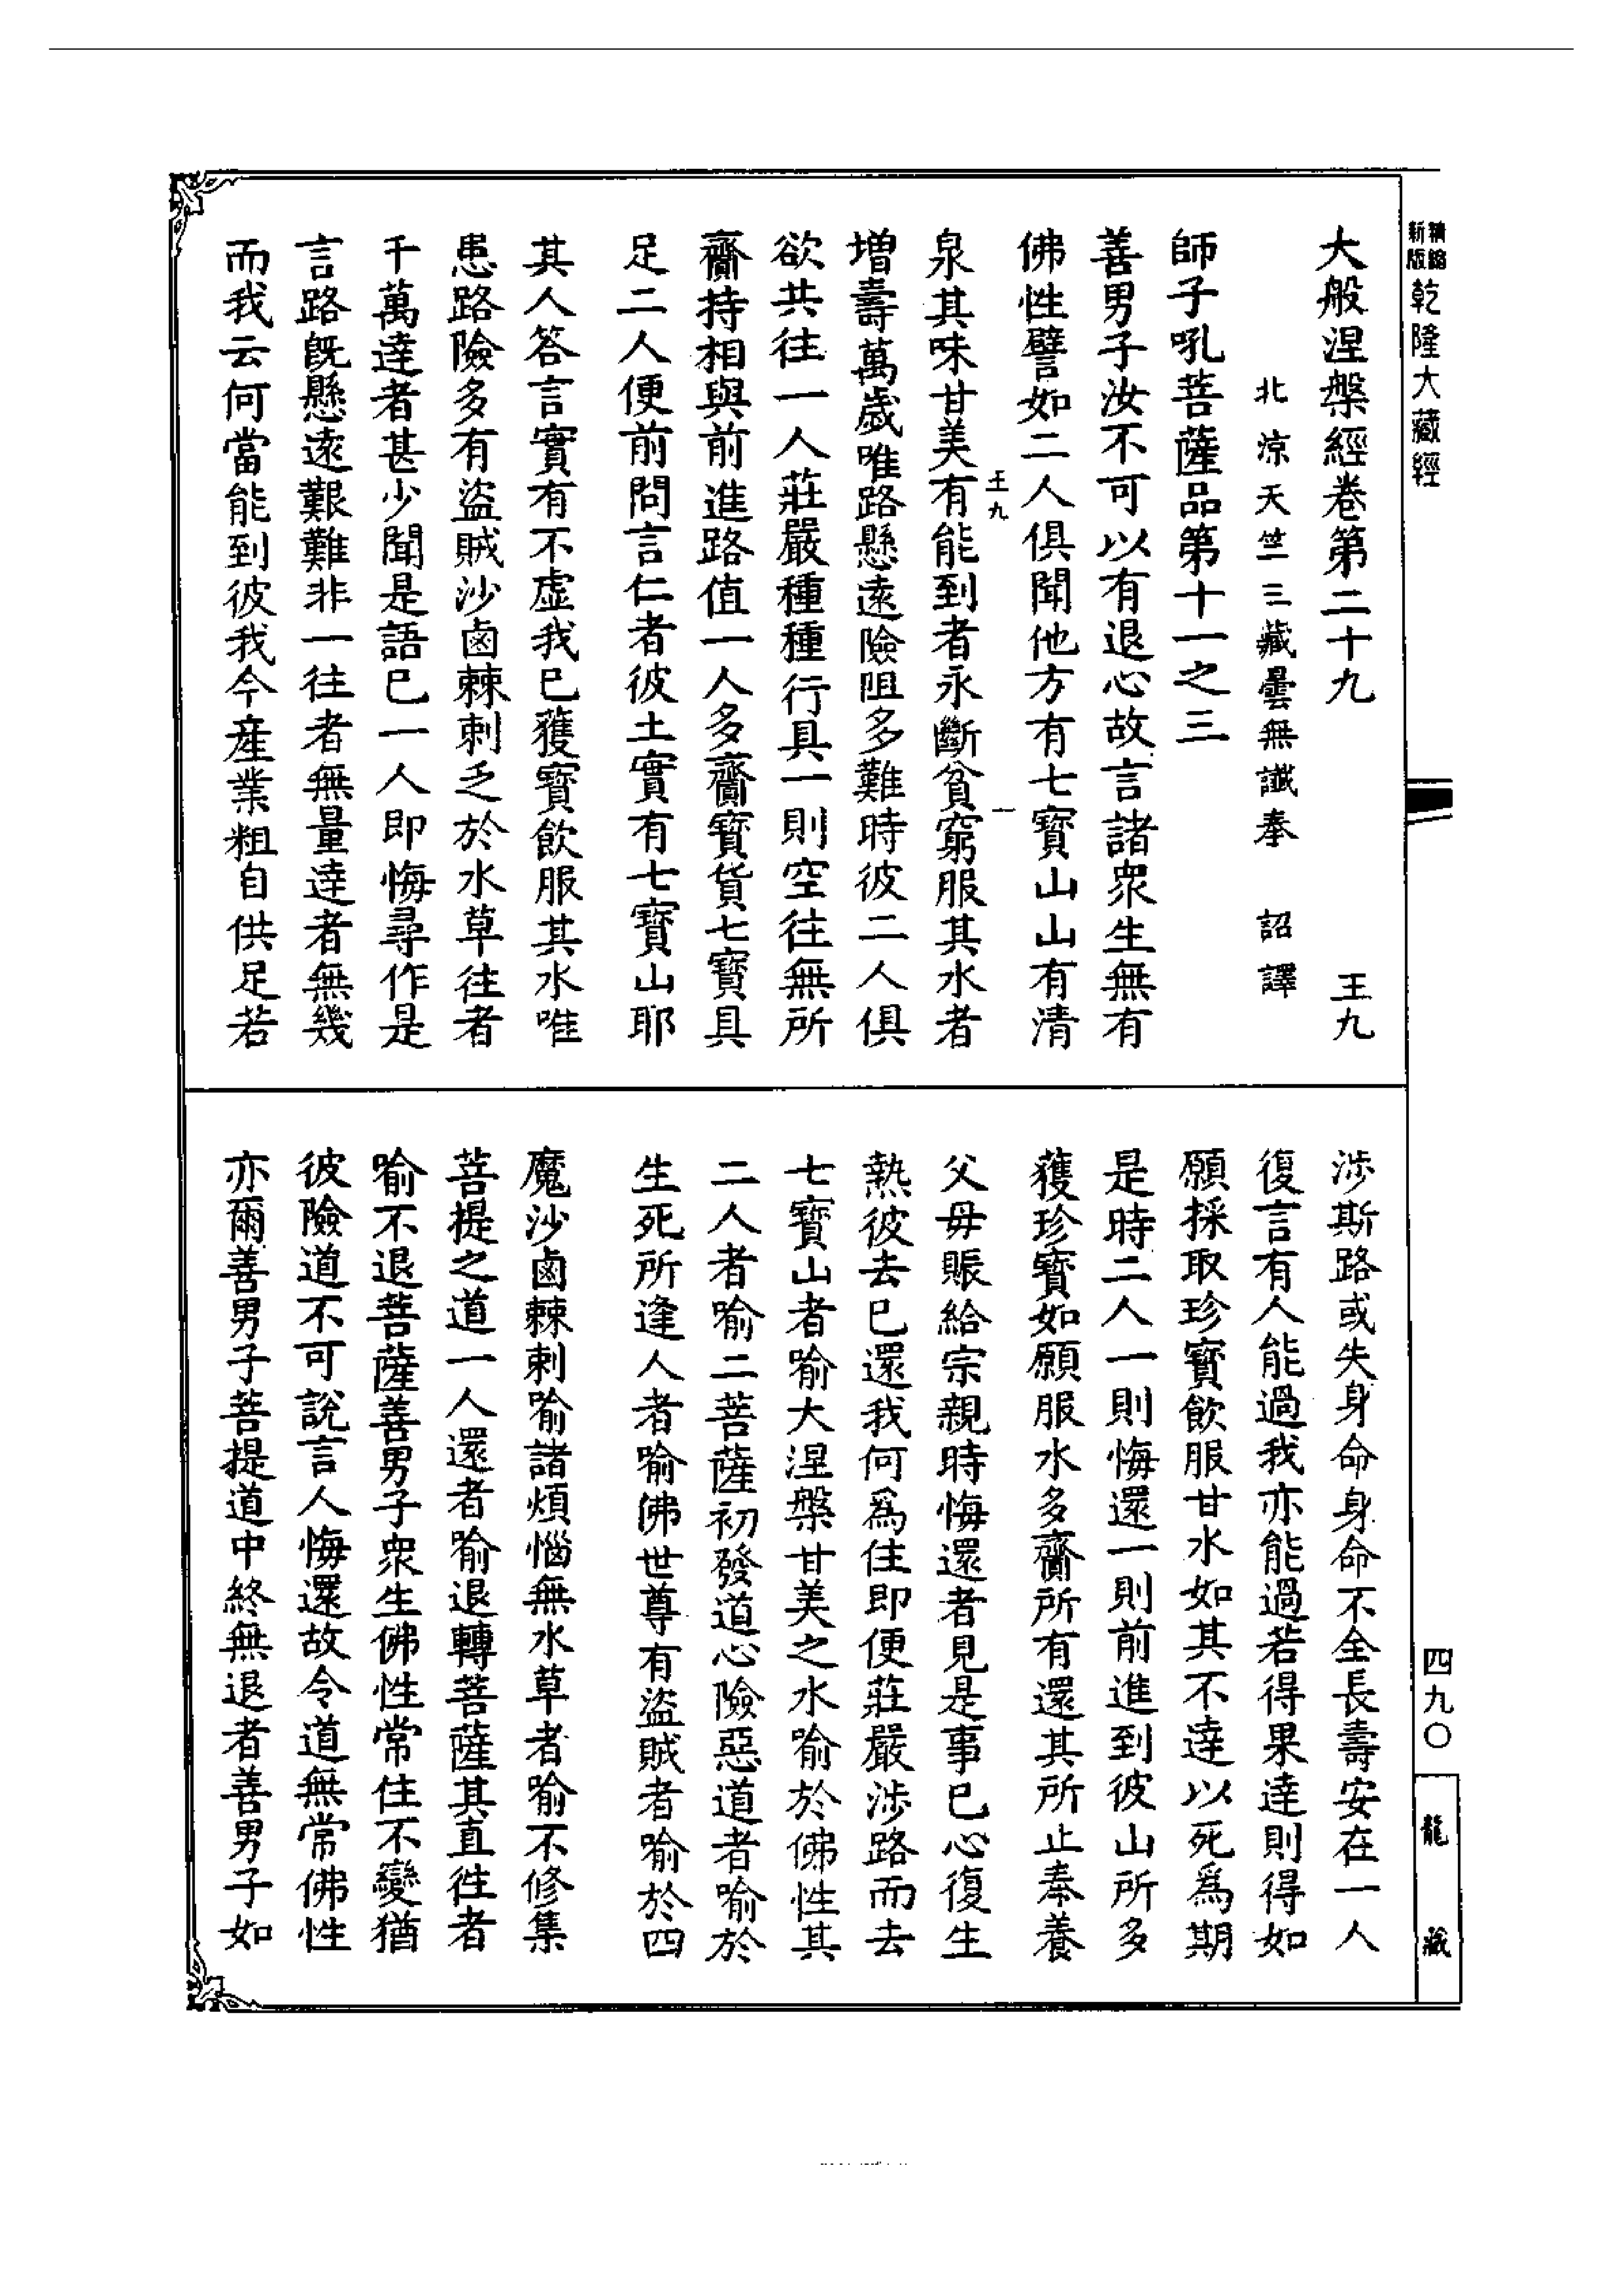 新版
精縮
乾隆大藏經
大般涅槃經卷第二十九 王九
北涼天竺三藏曇無讖奉 詔譯
師子吼菩薩品第十一之三
善男子汝不可以有退心故言諸衆生無有
佛性譬如二人俱聞他方有七寶山山有清
王九 一
泉其味甘美有能到者永斷貧窮服其水者
增壽萬歲唯路懸遠險阻多難時彼二人俱
欲共往一人莊嚴種種行具一則空往無所
齎持相與前進路值一人多齎寶貨七寶具
足二人便前問言仁者彼土實有七寶山耶
其人答言實有不虛我已獲寶飲服其水唯
患路險多有盜賊沙鹵棘刺乏於水草往者
千萬達者甚少聞是語已一人即悔尋作是
言路既懸遠艱難非一往者無量達者無幾
而我云何當能到彼我今産業粗自供足若
涉斯路或失身命身命不全長壽安在一人
復言有人能過我亦能過若得果達則得如
願採取珍寶飲服甘水如其不達以死爲期
是時二人一則悔還一則前進到彼山所多
獲珍寶如願服水多齎所有還其所止奉養
父母賬給宗親時悔還者見是事已心復生
熱彼去已還我何爲住即便莊嚴涉路而去
七寶山者喻大涅槃甘美之水喻於佛性其
二人者喻二菩薩初發道心險惡道者喻於
生死所逢人者喻佛世尊有盜賊者喻於四
魔沙鹵棘刺喻諸煩惱無水草者喻不修集
菩提之道一人還者喻退轉菩薩其直往者
喻不退菩薩善男子衆生佛性常住不變猶
彼險道不可說言人悔還故令道無常佛性
亦爾善男子菩提道中終無退者善男子如
四九〇
龍藏